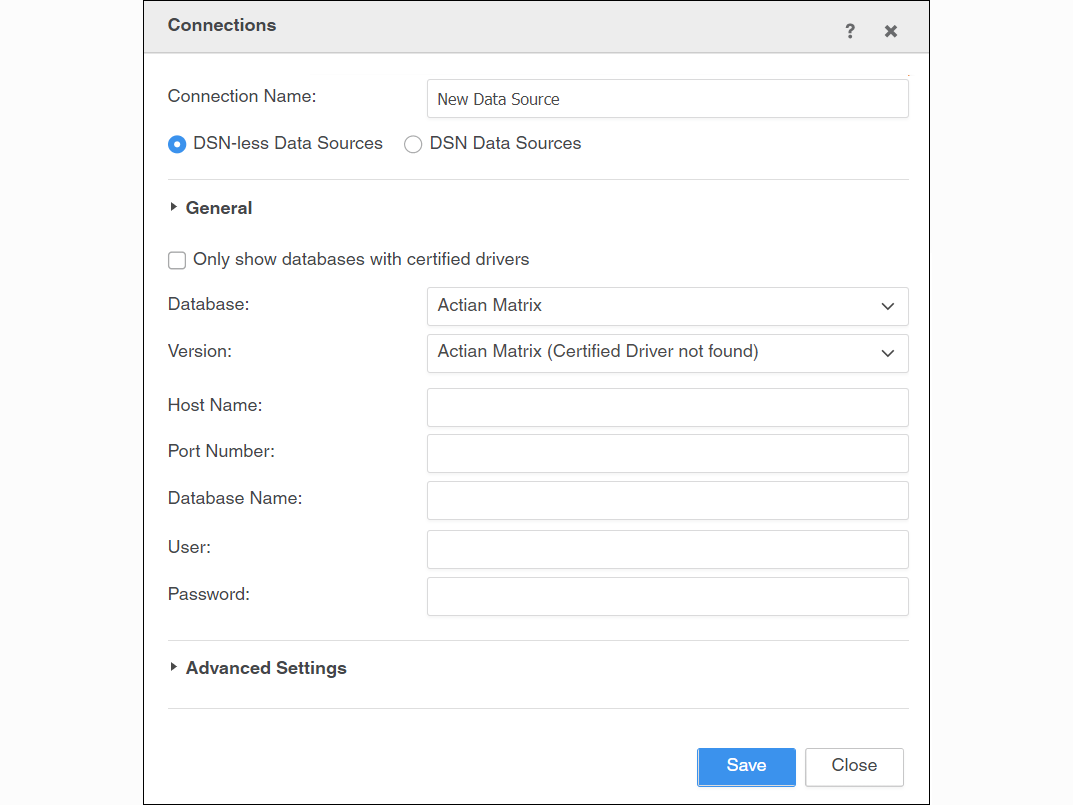 Connections
?
Connection Name: New Data Source
DSN-less Data Sources DSN Data Sources
General
Only show databases with certified drivers
Database: Actian Matrix
Version: Actian Matrix (Certified Driver not found)
Host Name:
Port Number:
Database Name:
User:
Password:
Advanced Settings
Save Close